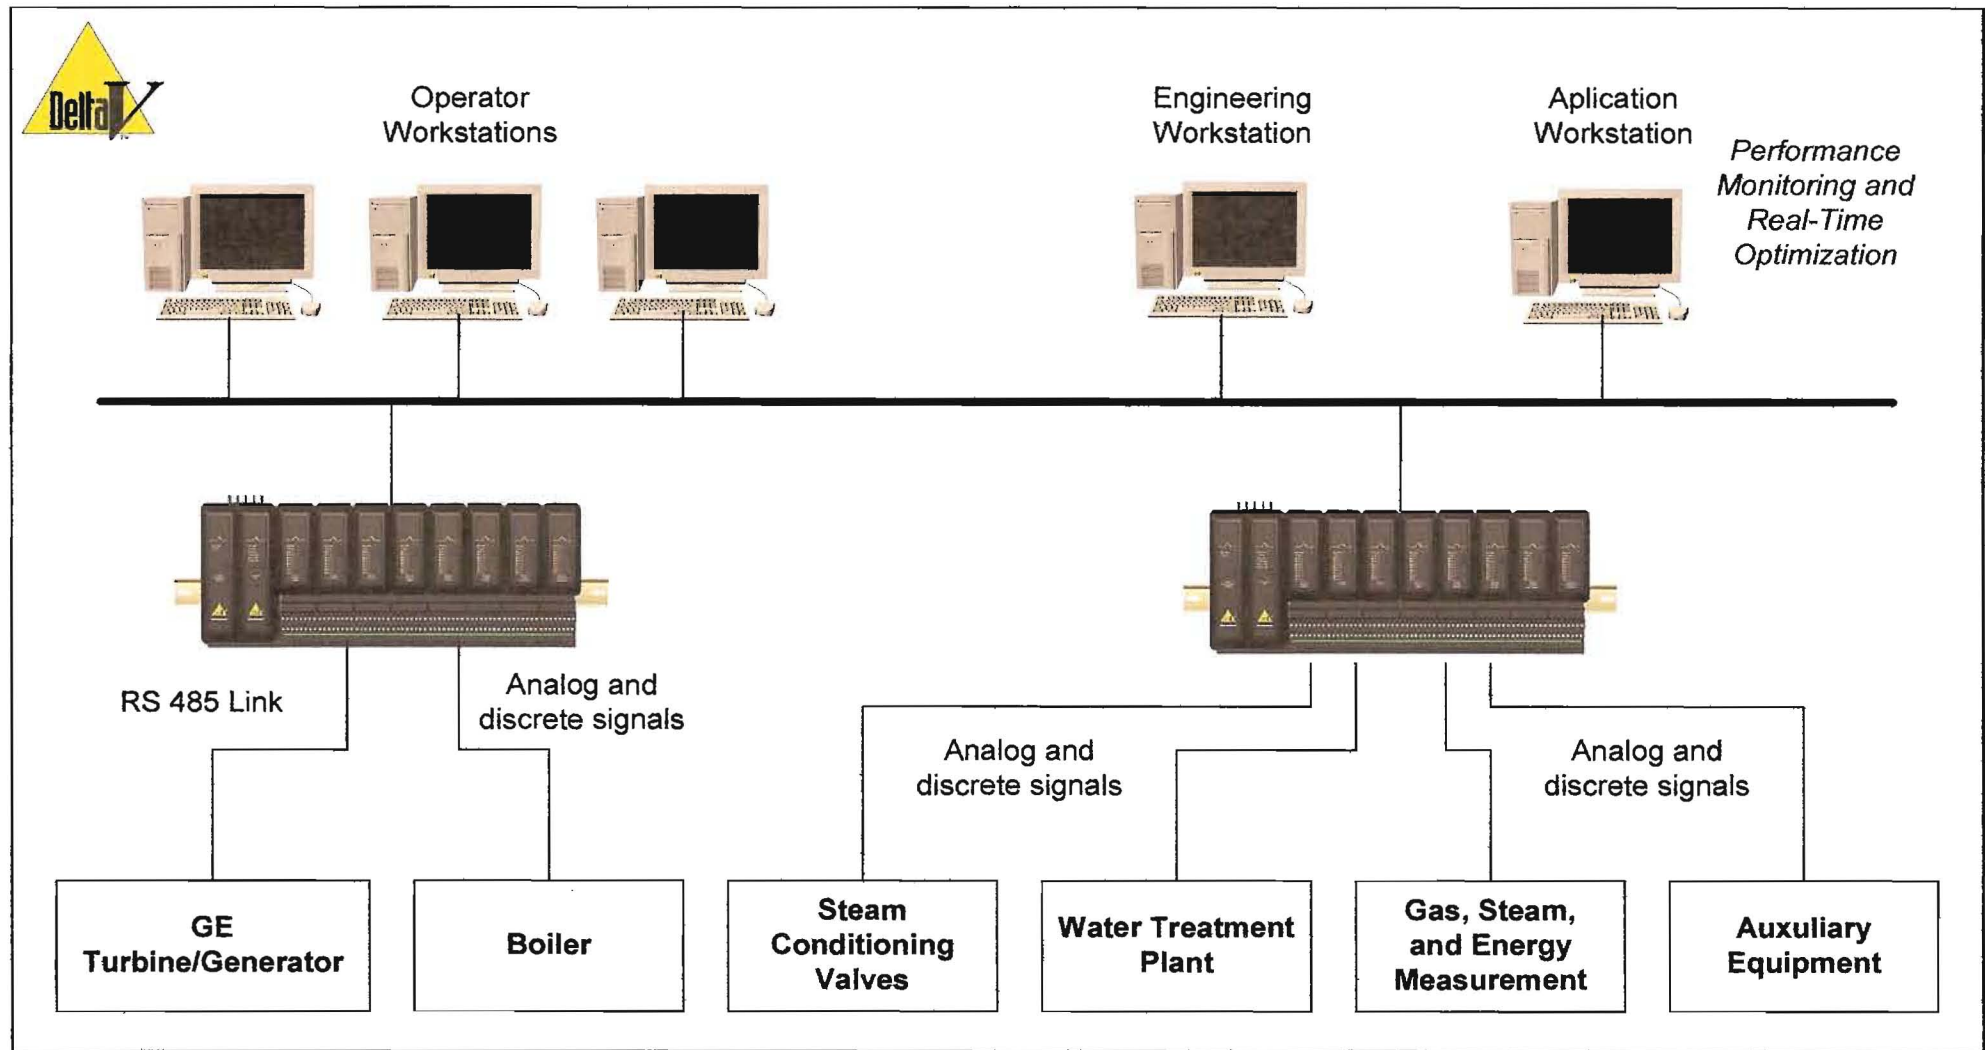 DeltaV
Operator
Workstations
Engineering
Workstation
Aplication
Workstation
Performance
Monitoring and
Real-Time
Optimization
RS 485 Link
Analog and
discrete signals
Analog and
discrete signals
Analog and
discrete signals
GE
Turbine/Generator
Boiler
Steam
Conditioning
Valves
Water Treatment
Plant
Gas, Steam,
and Energy
Measurement
Auxuliary
Equipment